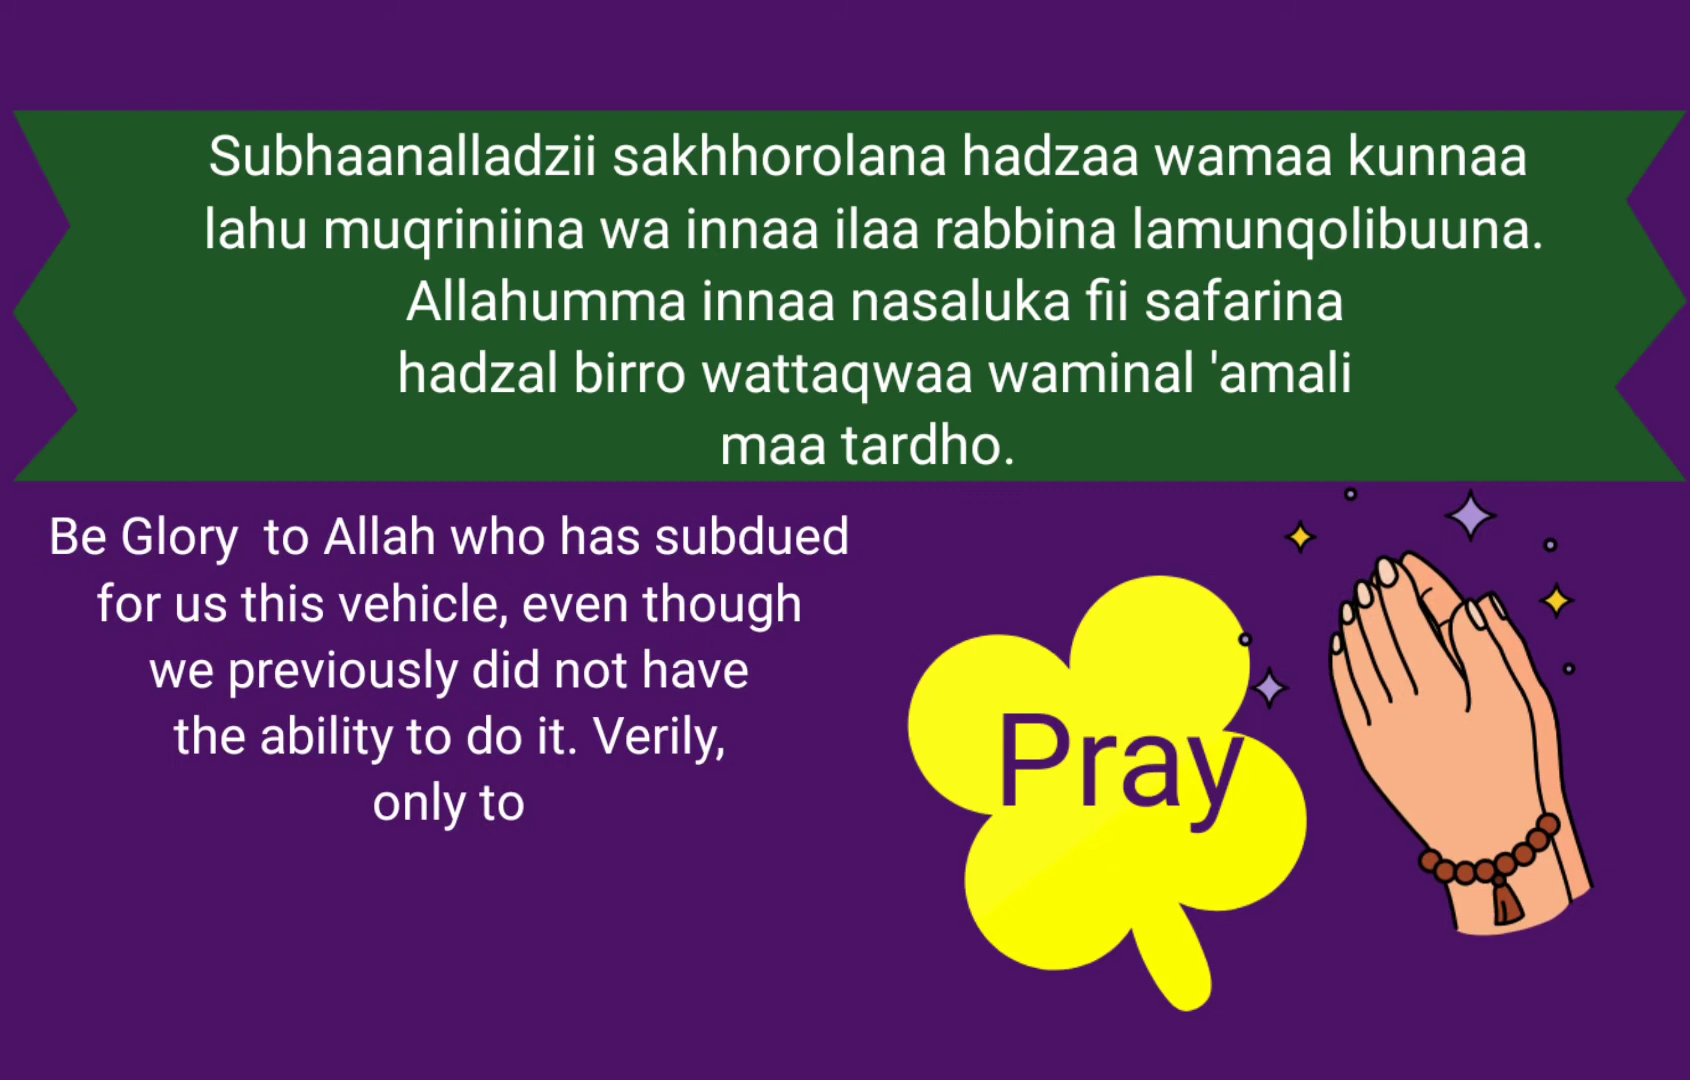 Subhaanalladzii sakhhorolana hadzaa wamaa kunnaa
lahu muqriniina wa innaa ilaa rabbina lamunqolibuuna.
Allahumma innaa nasaluka fii safarina
hadzal birro wattaqwaa waminal 'amali
maa tardho.
Be Glory  to Allah who has subdued
for us this vehicle, even though
we previously did not have
the ability to do it. Verily,
only to
Pray